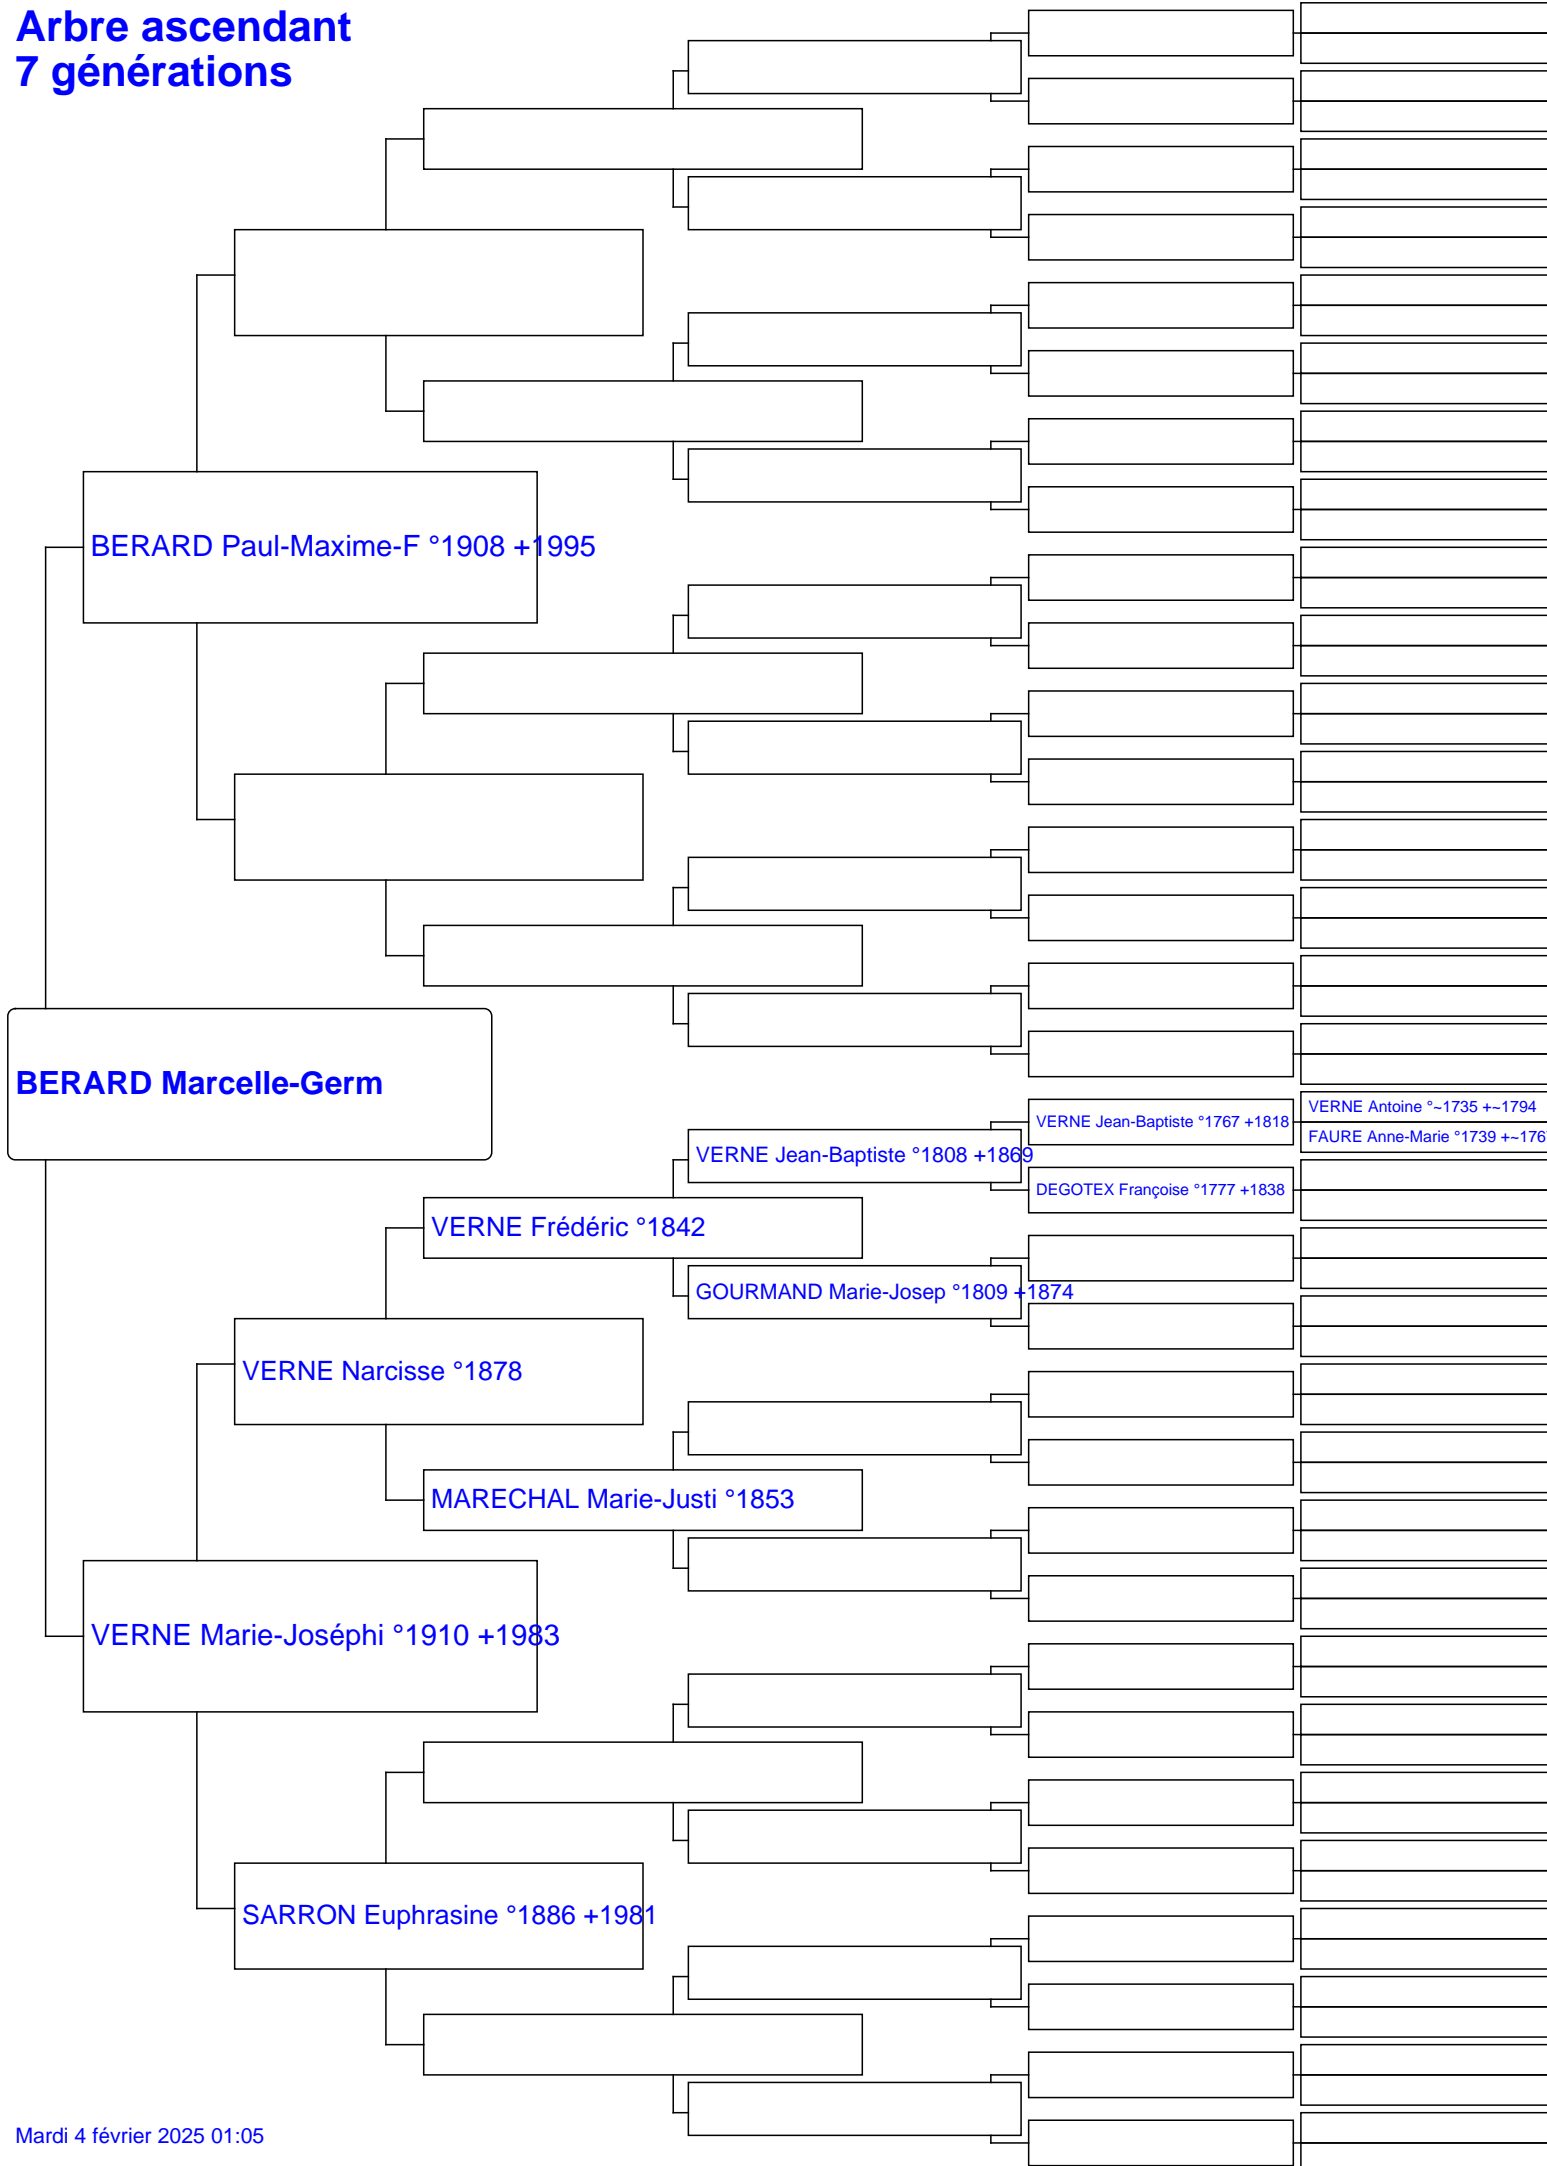 Arbre ascendant
7 générations
BERARD Paul-Maxime-F °1908 +1995
BERARD Marcelle-Germ
VERNE Antoine °~1735 +~1794
VERNE Jean-Baptiste °1767 +1818
FAURE Anne-Marie °1739 +~176
VERNE Jean-Baptiste °1808 +1869
DEGOTEX Françoise °1777 +1838
VERNE Frédéric °1842
GOURMAND Marie-Josep °1809 +1874
VERNE Narcisse °1878
MARECHAL Marie-Justi °1853
VERNE Marie-Joséphi °1910 +1983
SARRON Euphrasine °1886 +1981
Mardi 4 février 2025 01:05